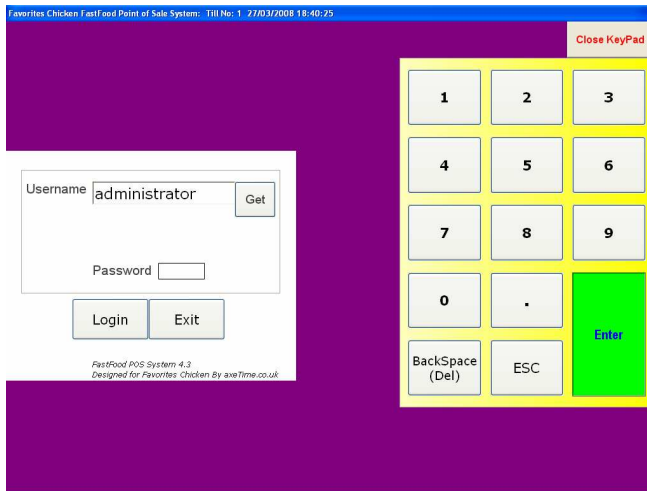 Favorites Chicken FastFood Point of Sale System: Till No: 1 27/03/2008 18:40:25
Close KeyPad
1 2 3
4 5 6
Username administrator Get
7 8 9
Password
0 .
Login Exit
Enter
BackSpace
(Del)
ESC
FastFood POS System 4.3
Designed for Favorites Chicken By axeTime.co.uk